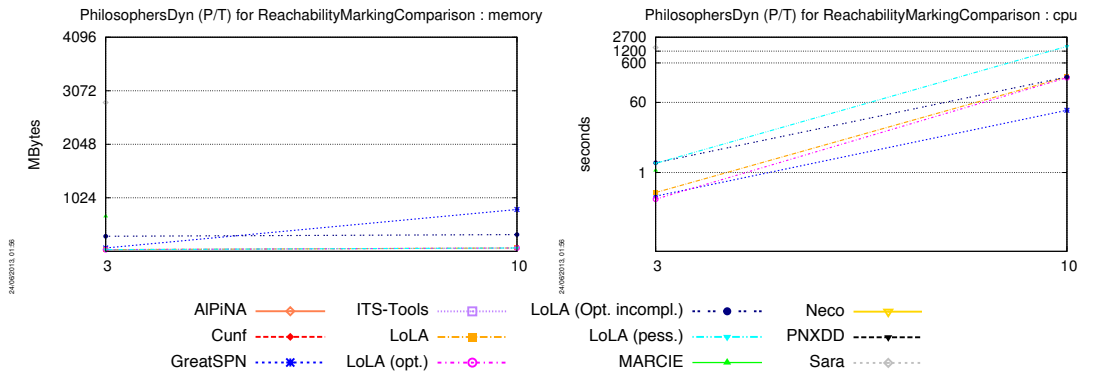 PhilosophersDyn (P/T) for ReachabilityMarkingComparison : memory
4096
3072
2048
1024
MBytes
3
10
24/06/2013, 01:56
PhilosophersDyn (P/T) for ReachabilityMarkingComparison : cpu
2700
1200
600
60
1
seconds
3
10
24/06/2013, 01:56
AlPiNA
Cunf
GreatSPN
ITS-Tools
LoLA
LoLA (opt.)
LoLA (Opt. incompl.)
LoLA (pess.)
MARCIE
Neco
PNXDD
Sara